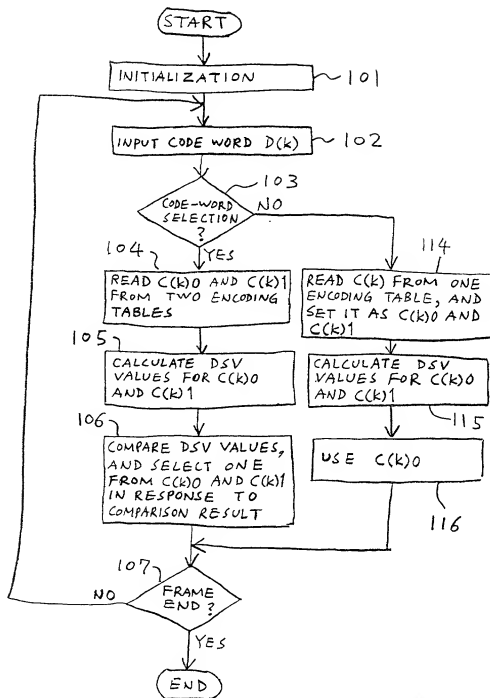 START
INITIALIZATION
101
INPUT CODE WORD D(k)
102
103
CODE-WORD
SELECTION
?
NO
YES
104
READ C(k)0 AND C(k)1
FROM TWO ENCODING
TABLES
114
READ C(k) FROM ONE
ENCODING TABLE, AND
SET IT AS C(k)0 AND
C(k)1
105
CALCULATE DSV
VALUES FOR C(k)0
AND C(k)1
CALCULATE DSV
VALUES FOR C(k)0
AND C(k)1
115
106
COMPARE DSV VALUES,
AND SELECT ONE
FROM C(k)0 AND C(k)1
IN RESPONSE TO
COMPARISON RESULT
USE C(k)0
116
107
FRAME
END?
NO
YES
END